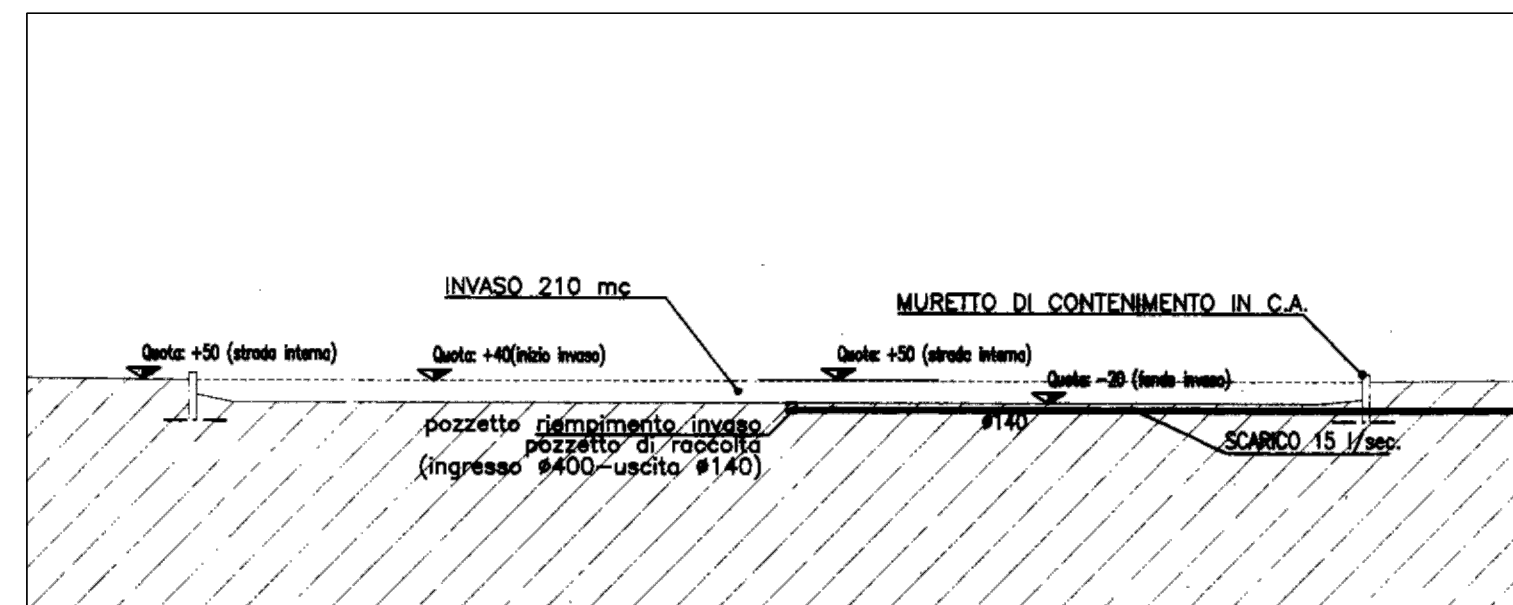 INVASO 210 mç
MURETTO DI CONTENIMENTO IN C.A.
Quota: +50 (strada interna)
Quota: +40(inizio invaso)
Quota: +50 (strada interna)
Quota: -20 (fondo invaso)
pozzetto riempimento invaso
pozzetto di raccolta
(ingresso ø400-uscita ø140)
ø140
SCARICO 15 l/sec.